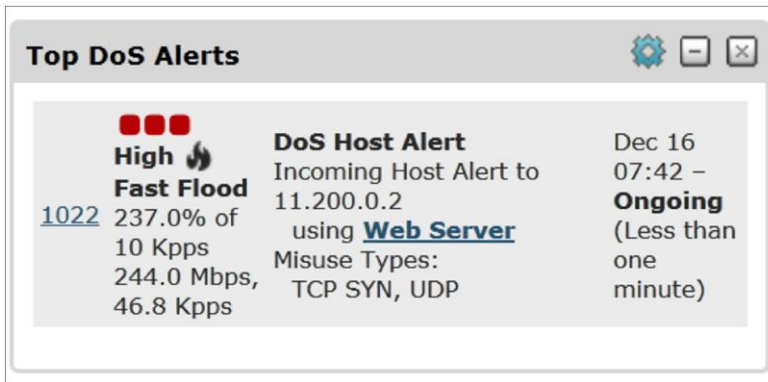 Top DoS Alerts
1022
High
Fast Flood
237.0% of
10 Kpps
244.0 Mbps,
46.8 Kpps
DoS Host Alert
Incoming Host Alert to
11.200.0.2
using Web Server
Misuse Types:
TCP SYN, UDP
Dec 16
07:42 –
Ongoing
(Less than
one
minute)